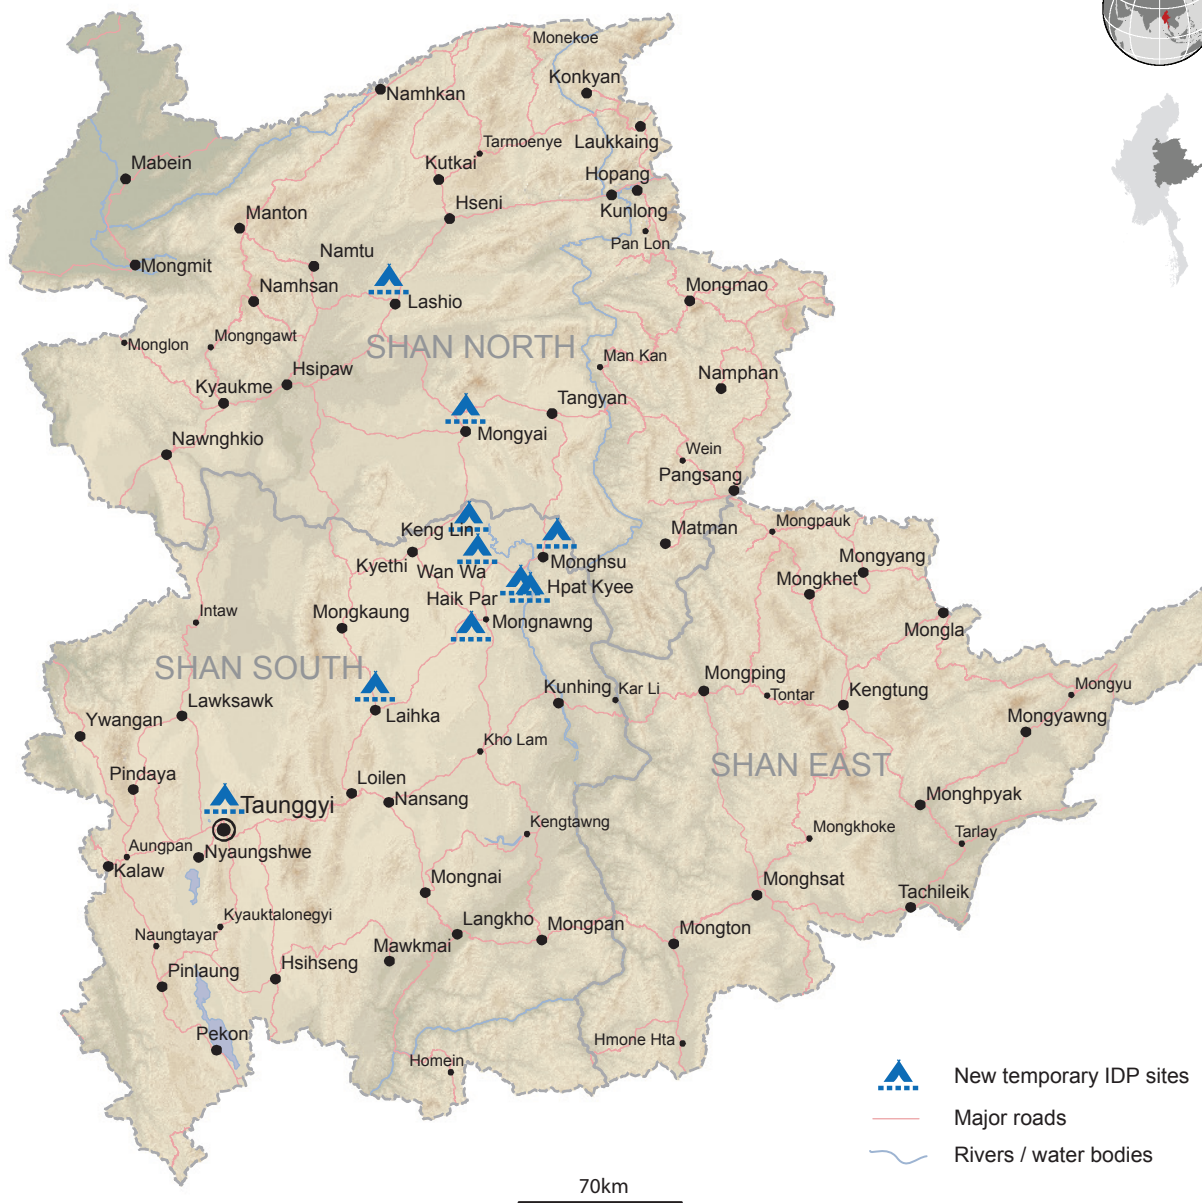 Monekoe
Konkyan
Namhkan
Laukkaing
Tarmoenye
Mabein
Kutkai
Hopang
Hseni
Kunlong
Manton
Pan Lon
Namtu
Mongmit
Namhsan
Mongmao
Lashio
Mongngawt
Monglon
SHAN NORTH
Man Kan
Hsipaw
Namphan
Kyaukme
Tangyan
Mongyai
Nawnghkio
Wein
Pangsang
Mongpauk
Keng Lin
Matman
Mongyang
Monghsu
Kyethi
Wan Wa
Mongkhet
Hpat Kyee
Haik Par
Intaw
Mongkaung
Mongnawng
Mongla
SHAN SOUTH
Mongping
Kunhing
Kar Li
Tontar
Kengtung
Mongyu
Lawksawk
Laihka
Mongyawng
Ywangan
Kho Lam
SHAN EAST
Pindaya
Loilen
Nansang
Taunggyi
Monghpyak
Kengtawng
Mongkhoke
Tarlay
Aungpan
Nyaungshwe
Kalaw
Mongnai
Monghsat
Tachileik
Kyauktalonegyi
Langkho
Mongpan
Mongton
Naungtayar
Mawkmai
Hsihseng
Pinlaung
Pekon
Hmone Hta
Homein
New temporary IDP sites
Major roads
Rivers / water bodies
70km